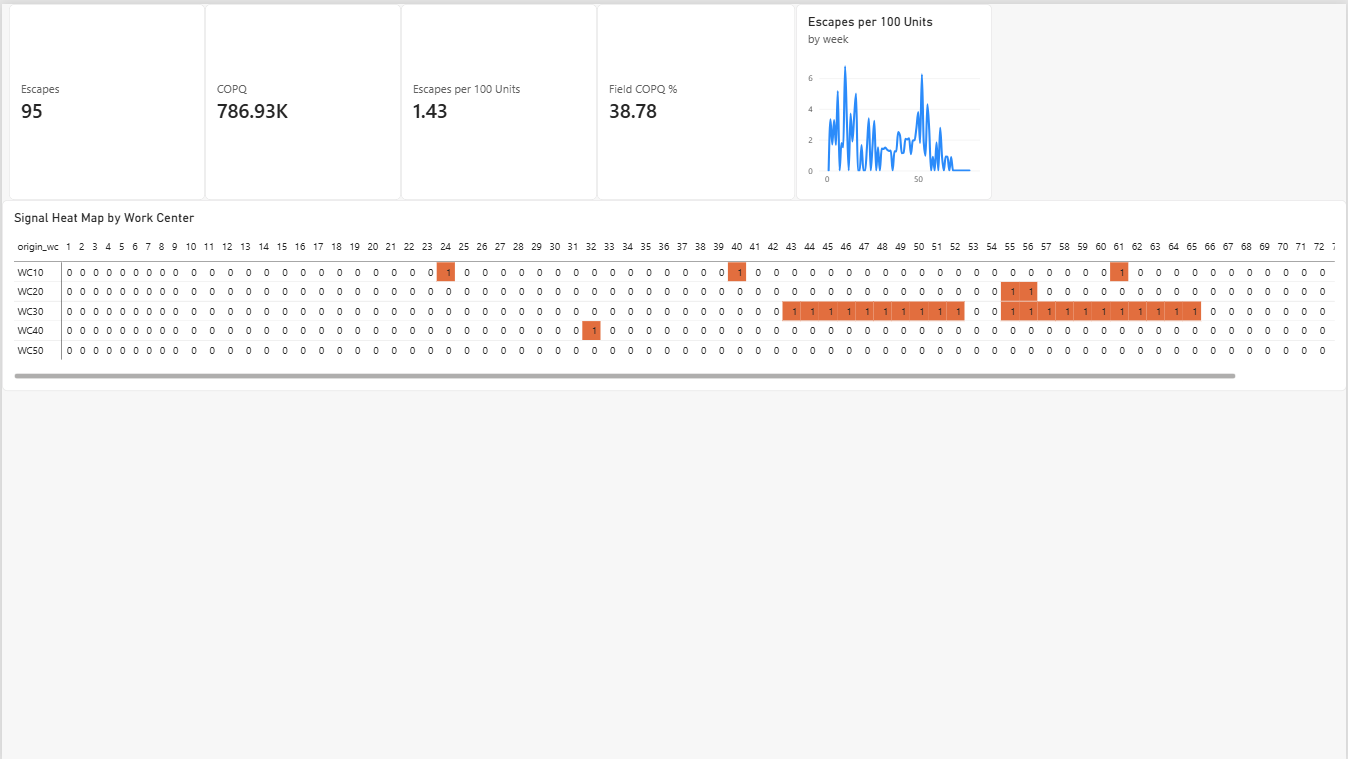 Escapes
95
COPQ
786.93K
Escapes per 100 Units
1.43
Field COPQ %
38.78
Escapes per 100 Units
by week
6
4
2
0
0 50
Signal Heat Map by Work Center
origin_wc 1 2 3 4 5 6 7 8 9 10 11 12 13 14 15 16 17 18 19 20 21 22 23 24 25 26 27 28 29 30 31 32 33 34 35 36 37 38 39 40 41 42 43 44 45 46 47 48 49 50 51 52 53 54 55 56 57 58 59 60 61 62 63 64 65 66 67 68 69 70 71 72
WC10 0 0 0 0 0 0 0 0 0 0 0 0 0 0 0 0 0 0 0 0 0 0 0 1 0 0 0 0 0 0 0 0 0 0 0 0 0 0 0 1 0 0 0 0 0 0 0 0 0 0 0 0 0 0 0 0 0 0 0 0 1 0 0 0 0 0 0 0 0 0 0 0
WC20 0 0 0 0 0 0 0 0 0 0 0 0 0 0 0 0 0 0 0 0 0 0 0 0 0 0 0 0 0 0 0 0 0 0 0 0 0 0 0 0 0 0 0 0 0 0 0 0 0 0 0 0 0 0 1 1 0 0 0 0 0 0 0 0 0 0 0 0 0 0 0 0
WC30 0 0 0 0 0 0 0 0 0 0 0 0 0 0 0 0 0 0 0 0 0 0 0 0 0 0 0 0 0 0 0 0 0 0 0 0 0 0 0 0 0 0 1 1 1 1 1 1 1 1 1 1 0 0 1 1 1 1 1 1 1 1 1 1 1 0 0 0 0 0 0 0
WC40 0 0 0 0 0 0 0 0 0 0 0 0 0 0 0 0 0 0 0 0 0 0 0 0 0 0 0 0 0 0 0 1 0 0 0 0 0 0 0 0 0 0 0 0 0 0 0 0 0 0 0 0 0 0 0 0 0 0 0 0 0 0 0 0 0 0 0 0 0 0 0 0
WC50 0 0 0 0 0 0 0 0 0 0 0 0 0 0 0 0 0 0 0 0 0 0 0 0 0 0 0 0 0 0 0 0 0 0 0 0 0 0 0 0 0 0 0 0 0 0 0 0 0 0 0 0 0 0 0 0 0 0 0 0 0 0 0 0 0 0 0 0 0 0 0 0